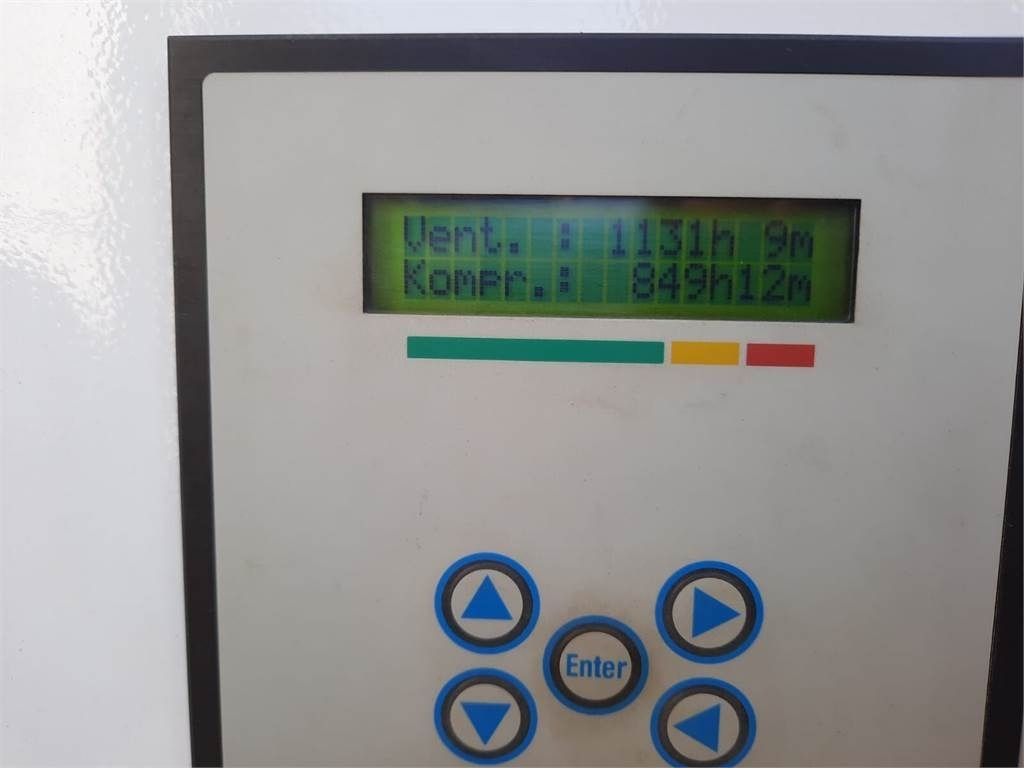 Vent. : 1131h 9m
Kompr.: 849h12m
Enter